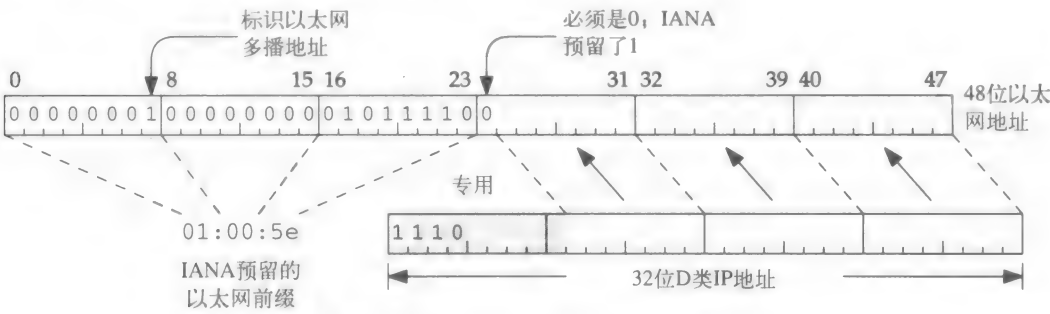 标识以太网
多播地址
必须是0；IANA
预留了1
0 8 15 16 23 31 32 39 40 47
0 0 0 0 0 0 0 1 0 0 0 0 0 0 0 0 0 1 0 1 1 1 1 0 0
48位以太
网地址
专用
01:00:5e
1 1 1 0
IANA预留的
以太网前缀
32位D类IP地址